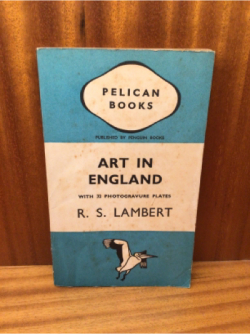 PELICAN
BOOKS
PUBLISHED BY PENGUIN BOOKS
ART IN
ENGLAND
WITH 32 PHOTOGRAVURE PLATES
R. S. LAMBERT